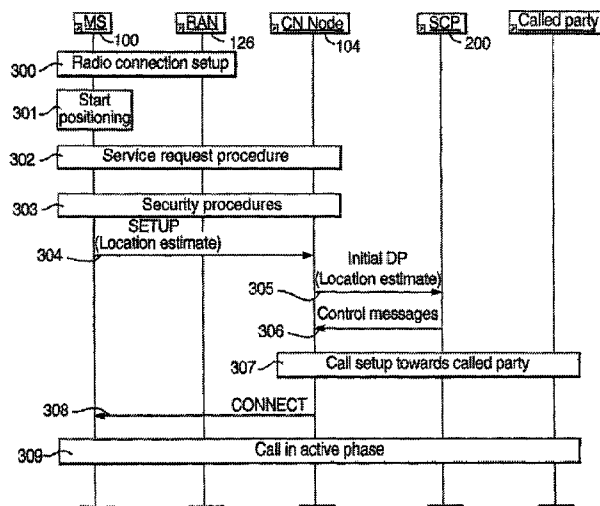 MS
RAN
CN Node
SCP
Called party
100
126
104
200
300
Radio connection setup
301
Start
positioning
302
Service request procedure
303
Security procedures
SETUP
(Location estimate)
304
Initial DP
(Location estimate)
305
Control messages
306
307
Call setup towards called party
CONNECT
308
309
Call in active phase